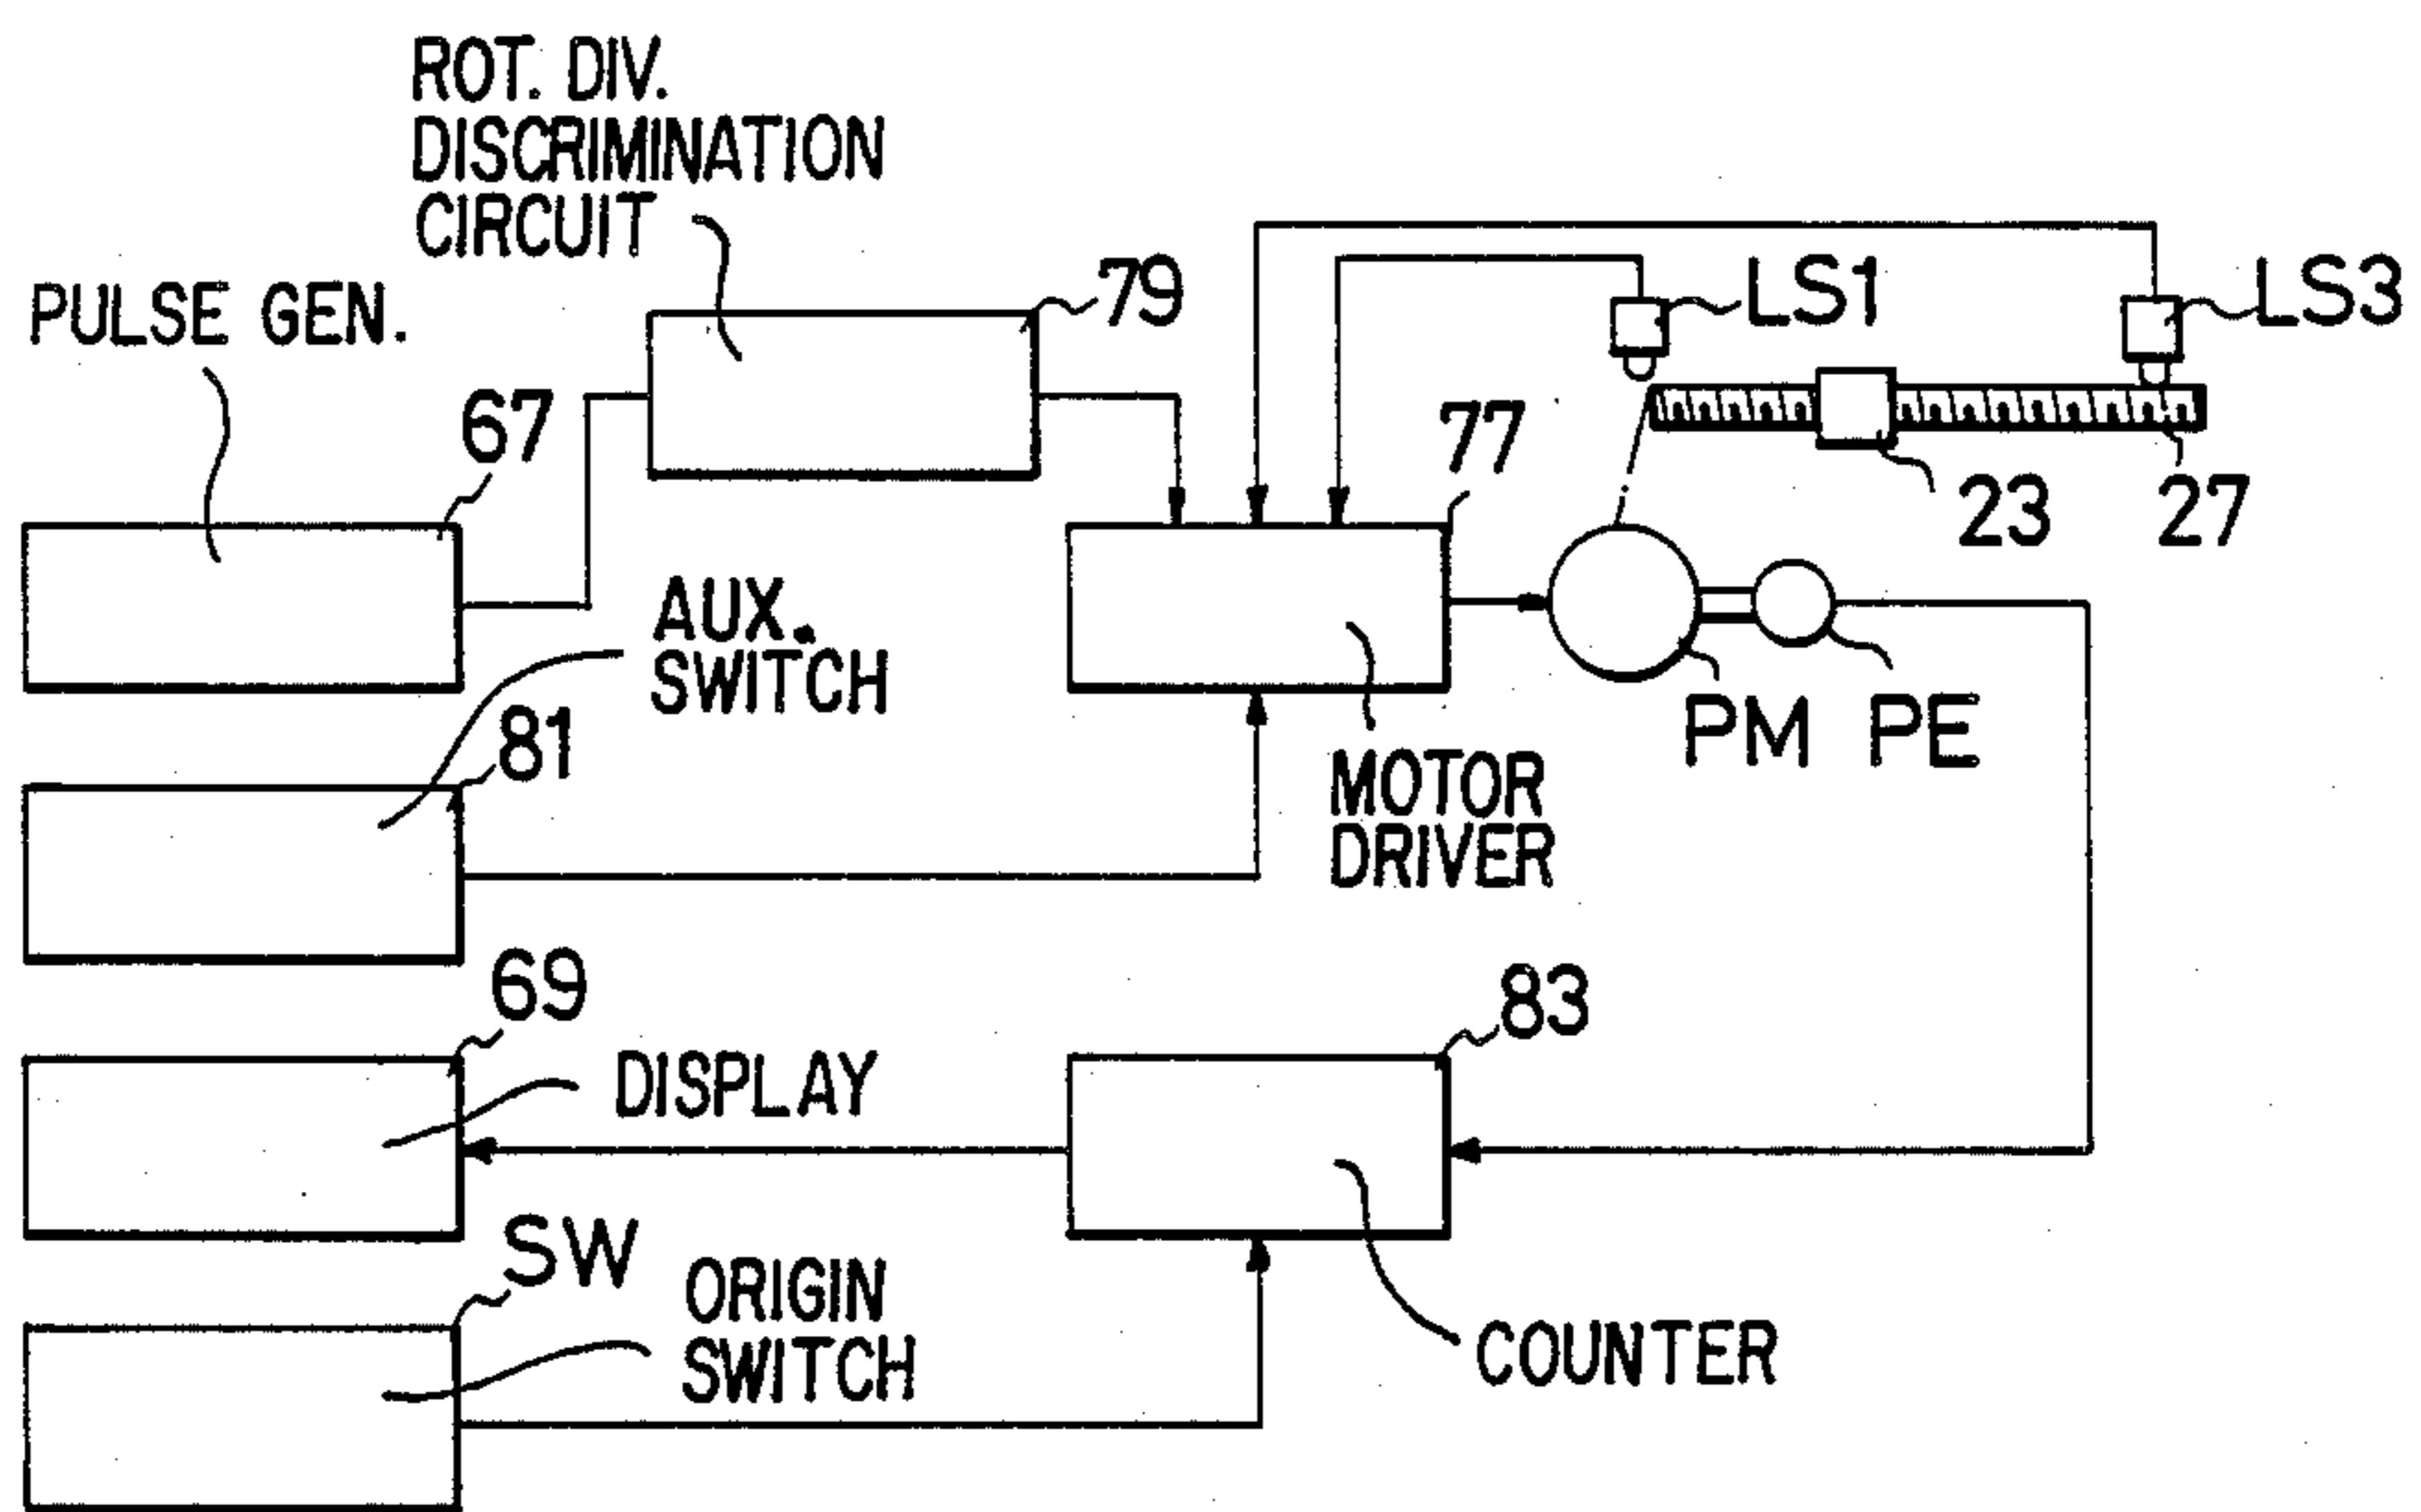 ROT. DIV.
DISCRIMINATION
CIRCUIT
PULSE GEN.
79
LS1
LS3
67
77
23
27
AUX.
SWITCH
81
PM
PE
MOTOR
DRIVER
69
83
DISPLAY
SW
ORIGIN
SWITCH
COUNTER